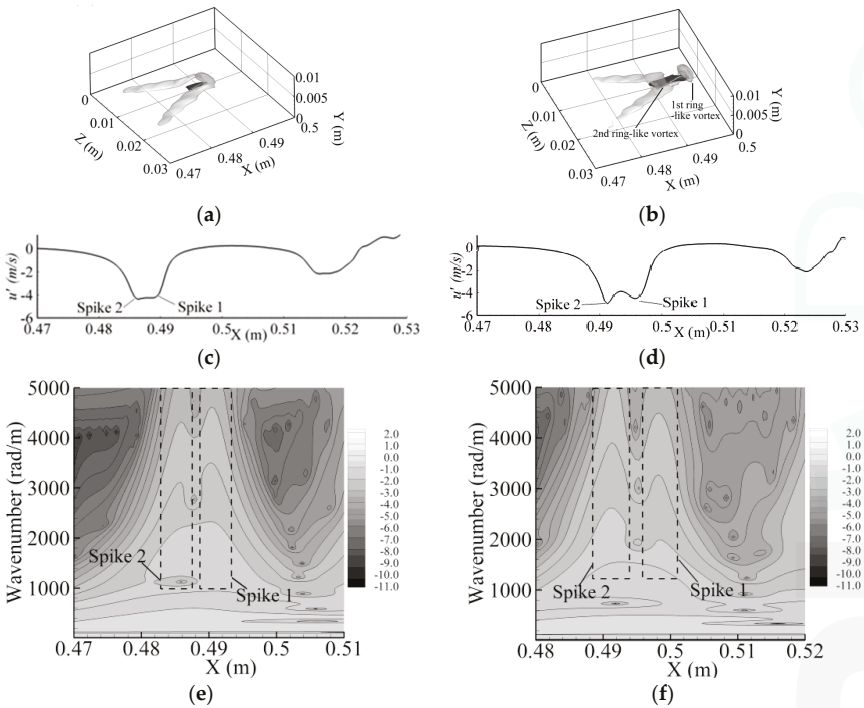 0.01
0.005
0
Y (m)
0
0.01
0.02
0.03
Z (m)
0.47
0.48
0.49
0.5
X (m)
(a)
0.01
0.005
0
Y (m)
0
0.01
0.02
0.03
Z (m)
0.47
0.48
0.49
0.5
X (m)
1st ring
-like vortex
2nd ring-like vortex
(b)
u' (m/s)
0
-2
-4
-6
Spike 2
Spike 1
0.47 0.48 0.49 0.5 0.51 0.52 0.53
X (m)
(c)
u' (m/s)
0
-2
-4
-6
Spike 2
Spike 1
0.47 0.48 0.49 0.5 0.51 0.52 0.53
X (m)
(d)
Wavenumber (rad/m)
5000
4000
3000
2000
1000
Spike 2
Spike 1
0.47 0.48 0.49 0.50 0.51
X (m)
2.0
1.0
0.0
-1.0
-2.0
-3.0
-4.0
-5.0
-6.0
-7.0
-8.0
-9.0
-10.0
-11.0
(e)
Wavenumber (rad/m)
5000
4000
3000
2000
1000
Spike 2
Spike 1
0.48 0.49 0.50 0.51 0.52
X (m)
2.0
1.0
0.0
-1.0
-2.0
-3.0
-4.0
-5.0
-6.0
-7.0
-8.0
-9.0
-10.0
-11.0
(f)